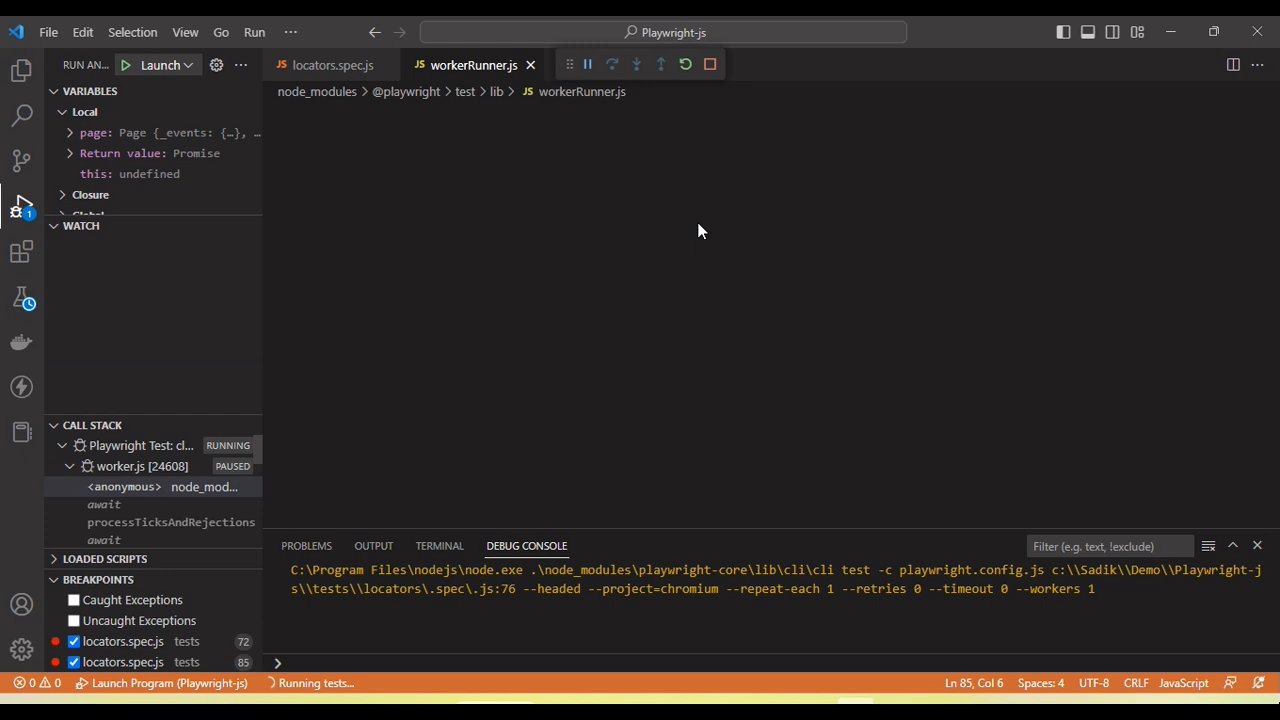 File Edit Selection View Go Run ··· Playwright-js
RUN AN... Launch ··· JS locators.spec.js JS workerRunner.js
VARIABLES node_modules > @playwright > test > lib > JS workerRunner.js
Local
page: Page {_events: {…}, …
Return value: Promise
this: undefined
Closure
Global
WATCH
CALL STACK
Playwright Test: cl... RUNNING
worker.js [24608] PAUSED
<anonymous> node_mod...
await
processTicksAndRejections
await
LOADED SCRIPTS
BREAKPOINTS
Caught Exceptions
Uncaught Exceptions
locators.spec.js tests 72
locators.spec.js tests 85
1
PROBLEMS OUTPUT TERMINAL DEBUG CONSOLE Filter (e.g. text, !exclude)
C:\Program Files\nodejs\node.exe .\node_modules\playwright-core\lib\cli\cli test -c playwright.config.js c:\\Sadik\\Demo\\Playwright-j
s\\tests\\locators\.spec\.js:76 --headed --project=chromium --repeat-each 1 --retries 0 --timeout 0 --workers 1
>
0 0 Launch Program (Playwright-js) Running tests... Ln 85, Col 6 Spaces: 4 UTF-8 CRLF JavaScript